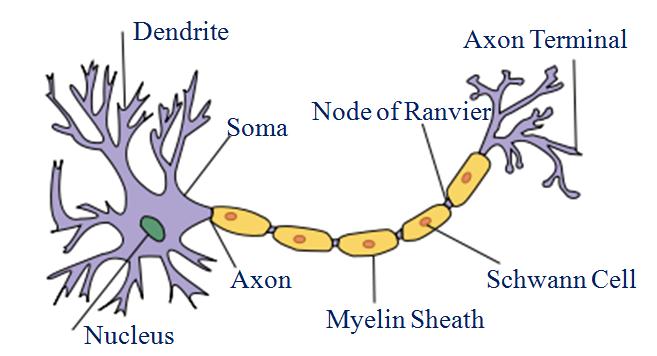 Dendrite
Axon Terminal
Node of Ranvier
Soma
Axon
Schwann Cell
Myelin Sheath
Nucleus